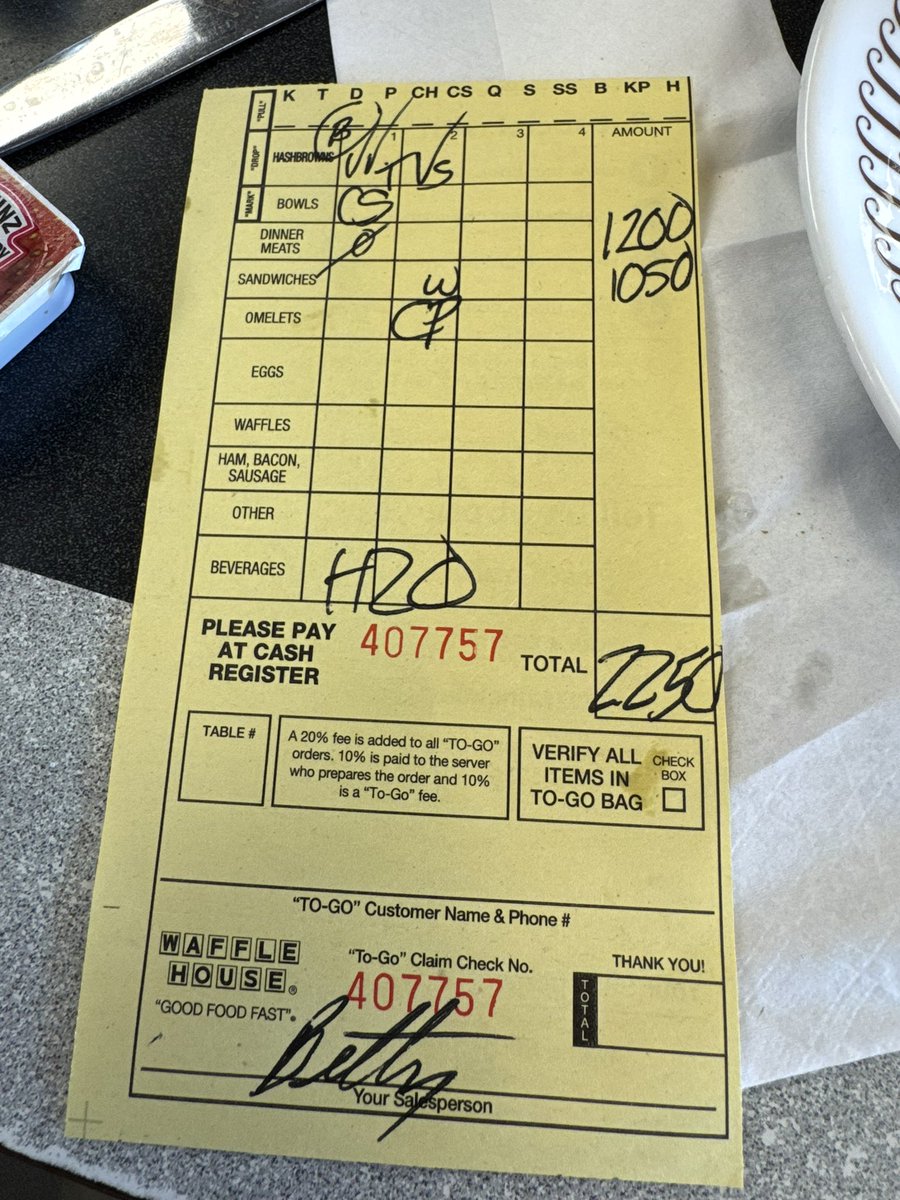 K T D P CH CS Q S SS B KP H
"PULL"
"DROP"
"MARK"
1 2 3 4 AMOUNT
HASHBROWNS
BOWLS CS
DINNER MEATS 1200
SANDWICHES W 1050
OMELETS
EGGS
WAFFLES
HAM, BACON, SAUSAGE
OTHER
BEVERAGES H2O
PLEASE PAY
AT CASH
REGISTER
407757
TOTAL 2250
TABLE #
A 20% fee is added to all "TO-GO"
orders. 10% is paid to the server
who prepares the order and 10%
is a "To-Go" fee.
VERIFY ALL
ITEMS IN
TO-GO BAG
CHECK
BOX
"TO-GO" Customer Name & Phone #
WAFFLE
HOUSE®
"GOOD FOOD FAST"®
"To-Go" Claim Check No.
407757
THANK YOU!
TOTAL
Betty
Your Salesperson